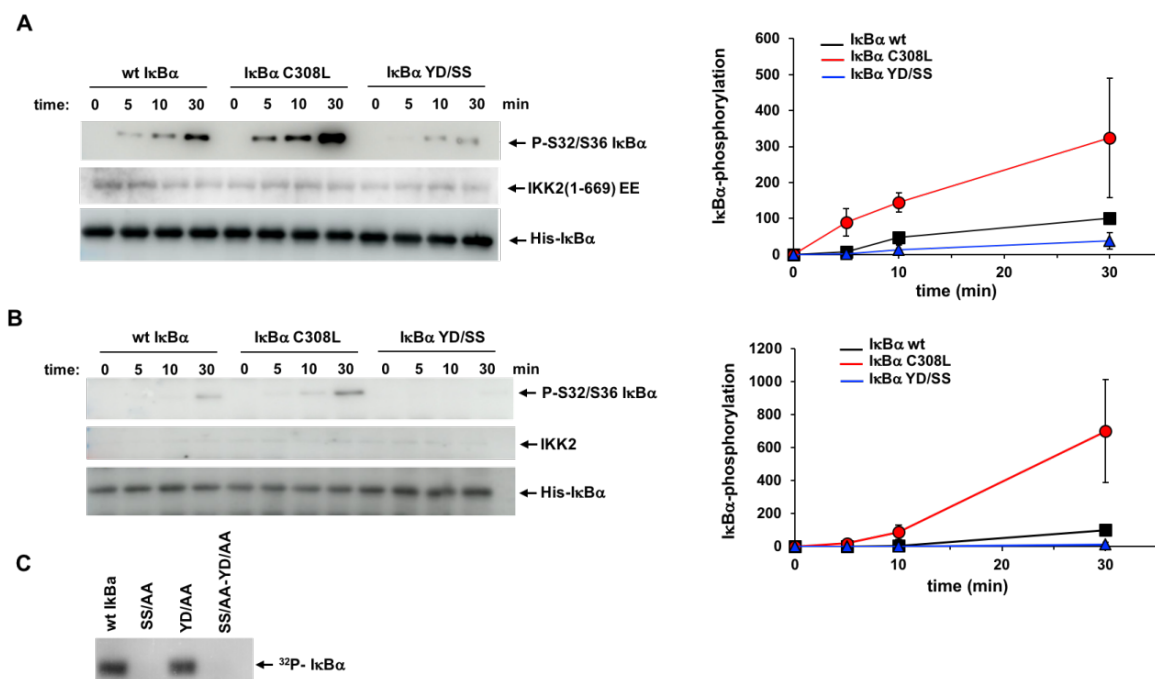 A
wt IκBα IκBα C308L IκBα YD/SS
time: 0 5 10 30 0 5 10 30 0 5 10 30 min
P-S32/S36 IκBα
IKK2(1-669) EE
His-IκBα
IκBα wt
IκBα C308L
IκBα YD/SS
600
500
400
300
200
100
0
IκBα-phosphorylation
0 10 20 30
time (min)
B
wt IκBα IκBα C308L IκBα YD/SS
time: 0 5 10 30 0 5 10 30 0 5 10 30 min
P-S32/S36 IκBα
IKK2
His-IκBα
IκBα wt
IκBα C308L
IκBα YD/SS
1200
1000
800
600
400
200
0
IκBα-phosphorylation
0 10 20 30
time (min)
C
wt IkBa SS/AA YD/AA SS/AA-YD/AA
³²P- IκBα